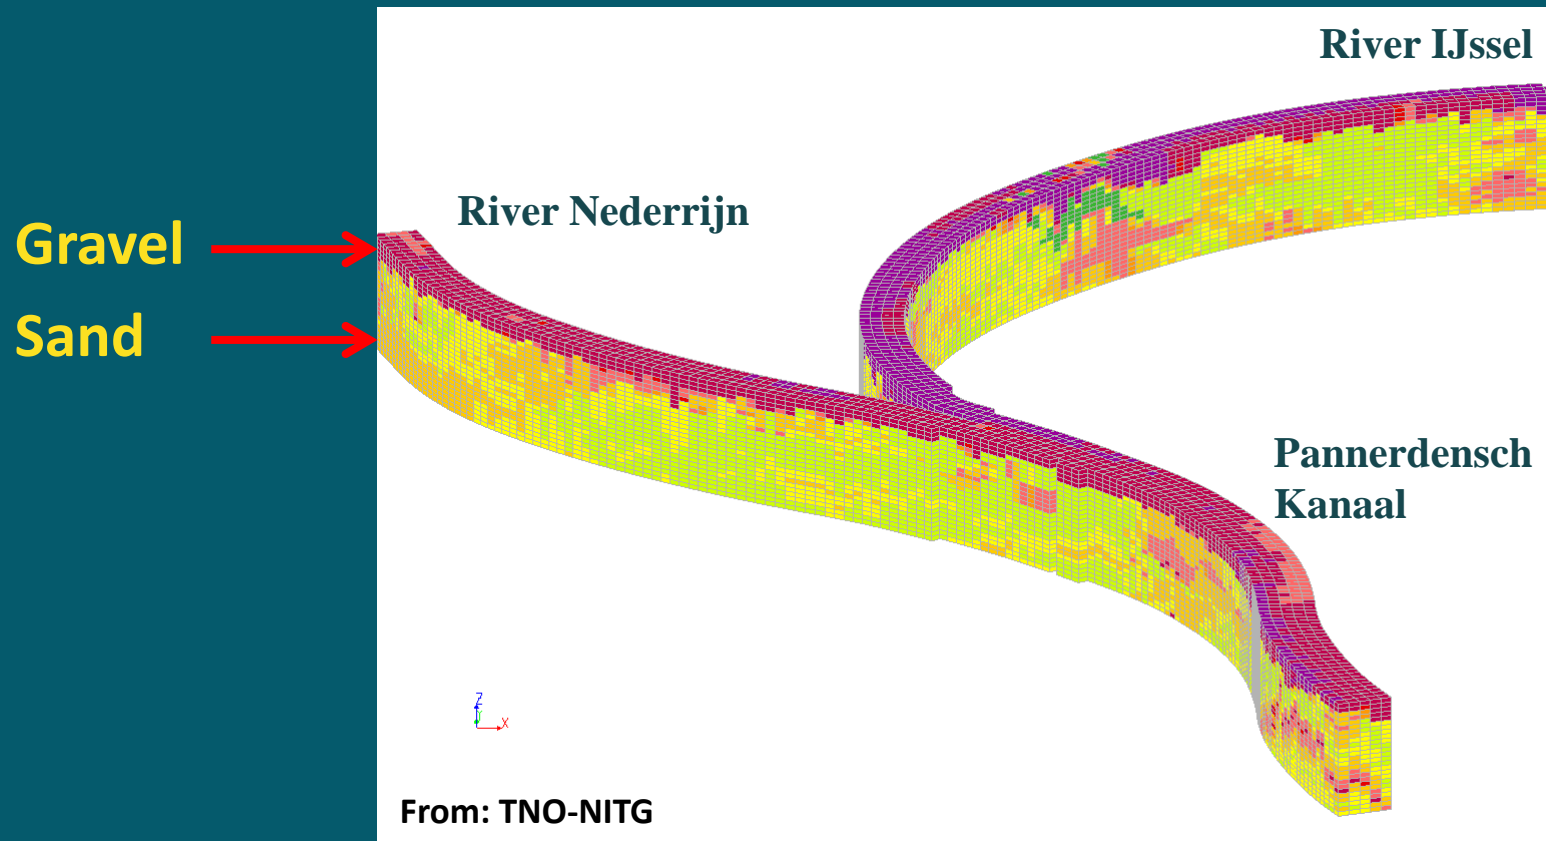 River IJssel
River Nederrijn
Gravel
Sand
Pannerdensch
Kanaal
Z
Y
X
From: TNO-NITG